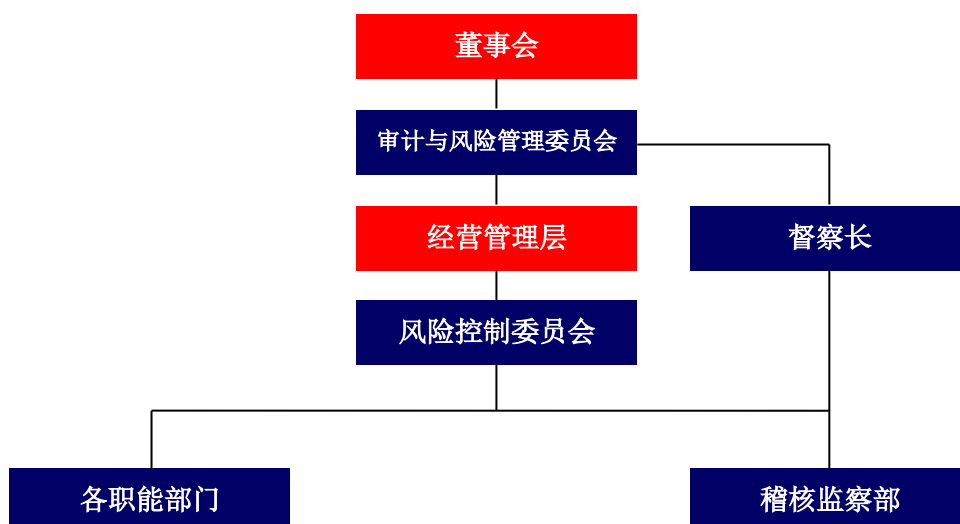 董事会
审计与风险管理委员会
经营管理层
督察长
风险控制委员会
各职能部门
稽核监察部